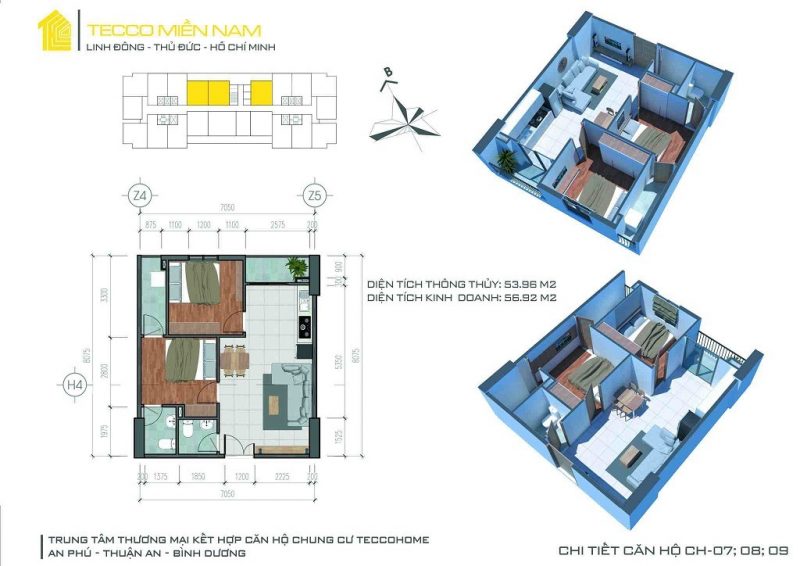 TECCO MIỀN NAM
LINH ĐÔNG - THỦ ĐỨC - HỒ CHÍ MINH
B
Z4
Z5
7050
875 1100 1200 1100 2575 200
DIỆN TÍCH THÔNG THỦY: 53.96 M2
DIỆN TÍCH KINH DOANH: 56.92 M2
H4
8075
3300
2800
1975
900
5350
1525
8075
200 1375 1850 1200 2225 200
7050
TRUNG TÂM THƯƠNG MẠI KẾT HỢP CĂN HỘ CHUNG CƯ TECCOHOME
AN PHÚ - THUẬN AN - BÌNH DƯƠNG
CHI TIẾT CĂN HỘ CH-07; 08; 09